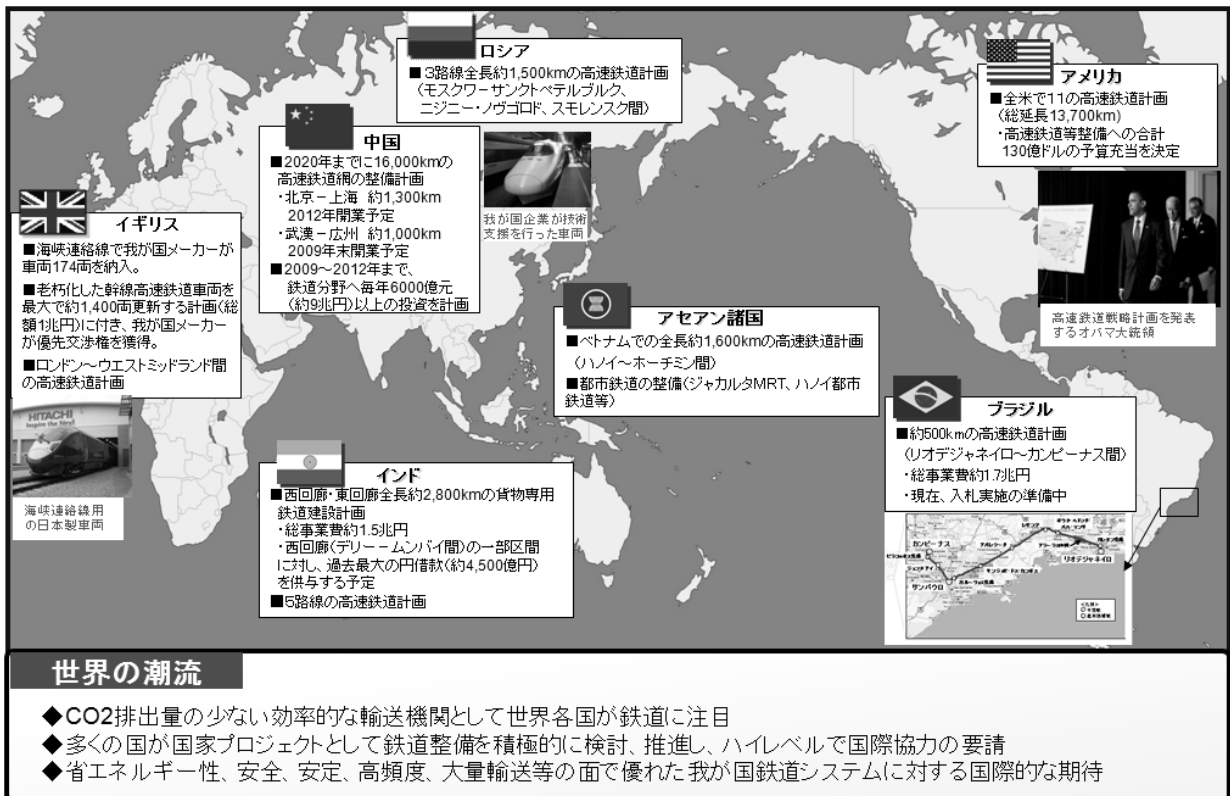 ロシア
■３路線全長約1,500kmの高速鉄道計画
(モスクワーサンクトペテルブルク、
ニジニー・ノヴゴロド、スモレンスク間)
アメリカ
■全米で11の高速鉄道計画
(総延長13,700km)
・高速鉄道等整備への合計
130億ドルの予算充当を決定
高速鉄道戦略計画を発表
するオバマ大統領
中国
■2020年までに16,000kmの
高速鉄道網の整備計画
・北京－上海 約1,300km
2012年開業予定
・武漢－広州 約1,000km
2009年末開業予定
■2009～2012年まで、
鉄道分野へ毎年6000億元
(約9兆円)以上の投資を計画
我が国企業が技術
支援を行った車両
イギリス
■海峡連絡線で我が国メーカーが
車両174両を納入。
■老朽化した幹線高速鉄道車両を
最大で約1,400両更新する計画(総
額1兆円)に付き、我が国メーカー
が優先交渉権を獲得。
■ロンドン～ウエストミッドランド間
の高速鉄道計画
HITACHI
Inspire the Next
海峡連絡線用
の日本製車両
アセアン諸国
■ベトナムでの全長約1,600kmの高速鉄道計画
(ハノイ～ホーチミン間)
■都市鉄道の整備(ジャカルタMRT、ハノイ都市
鉄道等)
インド
■西回廊・東回廊全長約2,800kmの貨物専用
鉄道建設計画
・総事業費約1.5兆円
・西回廊(デリー－ムンバイ間)の一部区間
に対し、過去最大の円借款(約4,500億円)
を供与する予定
■５路線の高速鉄道計画
ブラジル
■約500kmの高速鉄道計画
(リオデジャネイロ～カンピーナス間)
・総事業費約1.7兆円
・現在、入札実施の準備中
カンピーナス
サンパウロ
リオデジャネイロ
世界の潮流
◆CO2排出量の少ない効率的な輸送機関として世界各国が鉄道に注目
◆多くの国が国家プロジェクトとして鉄道整備を積極的に検討、推進し、ハイレベルで国際協力の要請
◆省エネルギー性、安全、安定、高頻度、大量輸送等の面で優れた我が国鉄道システムに対する国際的な期待